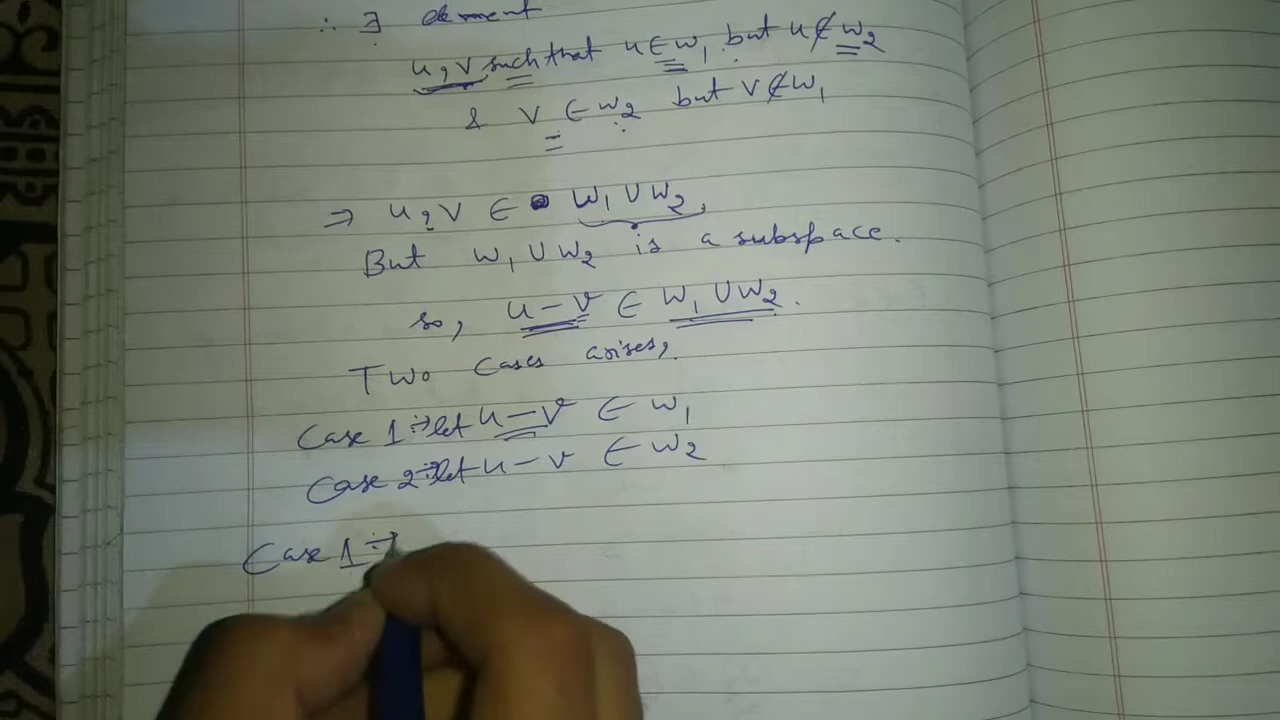 ∴ ∃ element
u, v such that u ∈ W₁ but u ∉ W₂
& v ∈ W₂ but v ∉ W₁
⇒ u, v ∈ W₁ ∪ W₂,
But W₁ ∪ W₂ is a subspace.
so, u - v ∈ W₁ ∪ W₂.
Two cases arises,
Case 1 :→ let u - v ∈ W₁
Case 2 :→ let u - v ∈ W₂
Case 1 :→